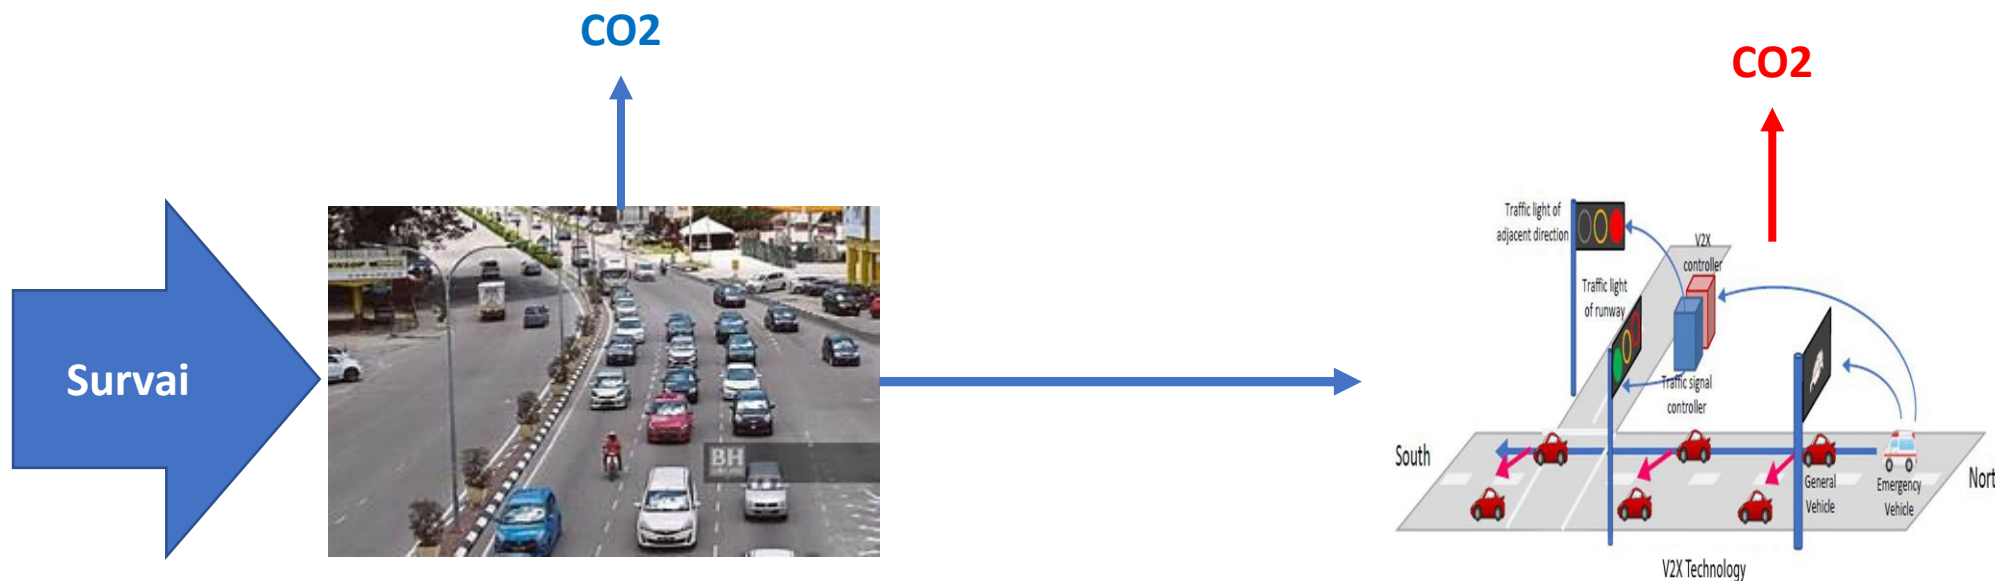 CO2
CO2
Survai
BH
Traffic light of
adjacent direction
V2X
controller
Traffic light
of runway
Traffic signal
controller
South
General
Vehicle
Emergency
Vehicle
Nort
V2X Technology